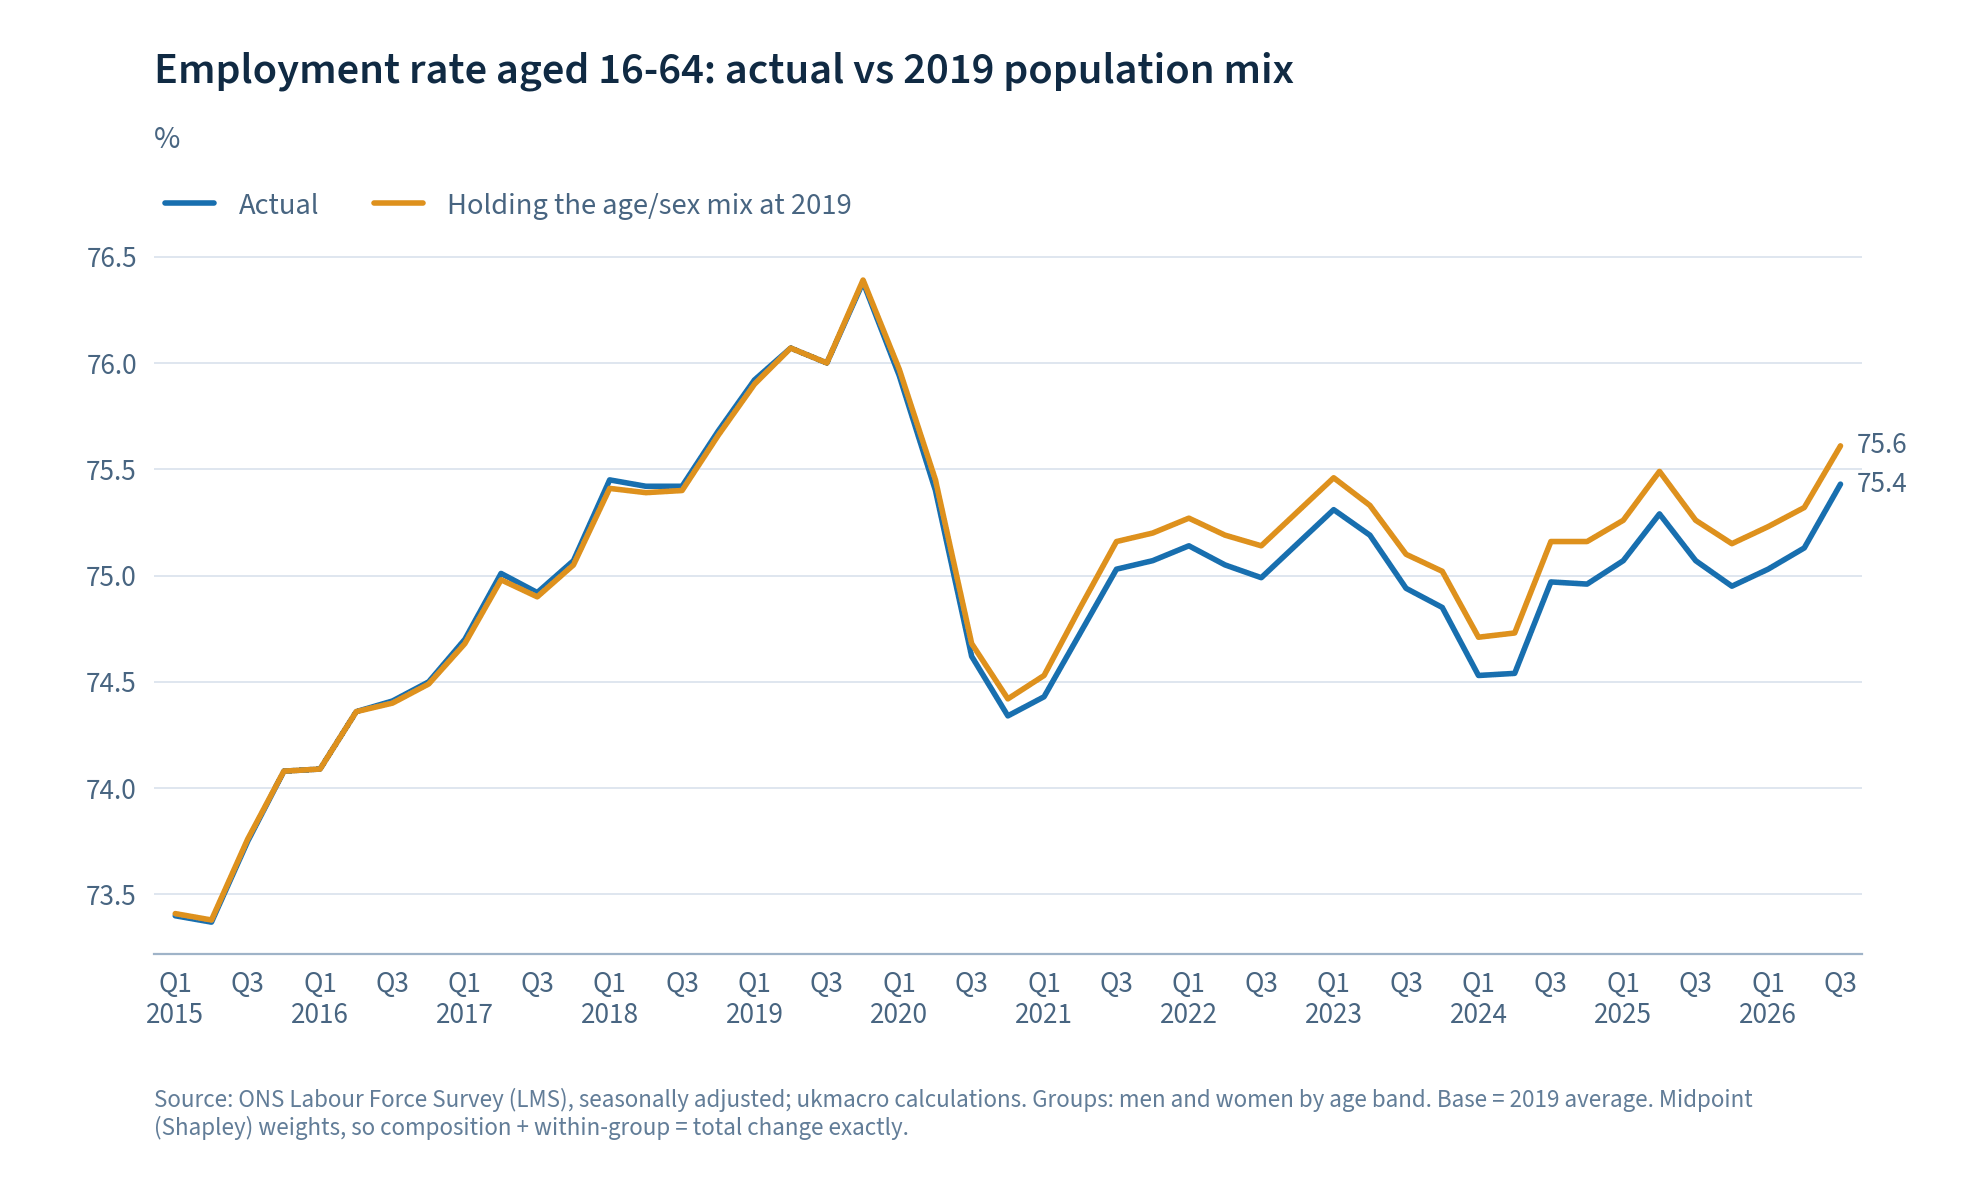 Employment rate aged 16-64: actual vs 2019 population mix
%
Actual
Holding the age/sex mix at 2019
76.5
76.0
75.5
75.0
74.5
74.0
73.5
75.6
75.4
Q1 Q3 Q1 Q3 Q1 Q3 Q1 Q3 Q1 Q3 Q1 Q3 Q1 Q3 Q1 Q3 Q1 Q3 Q1 Q3 Q1 Q3 Q1 Q3
2015 2016 2017 2018 2019 2020 2021 2022 2023 2024 2025 2026
Source: ONS Labour Force Survey (LMS), seasonally adjusted; ukmacro calculations. Groups: men and women by age band. Base = 2019 average. Midpoint
(Shapley) weights, so composition + within-group = total change exactly.